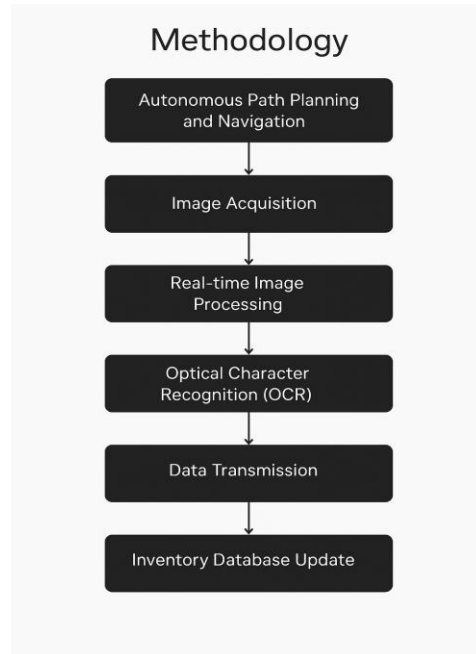 Methodology
Autonomous Path Planning
and Navigation
Image Acquisition
Real-time Image
Processing
Optical Character
Recognition (OCR)
Data Transmission
Inventory Database Update